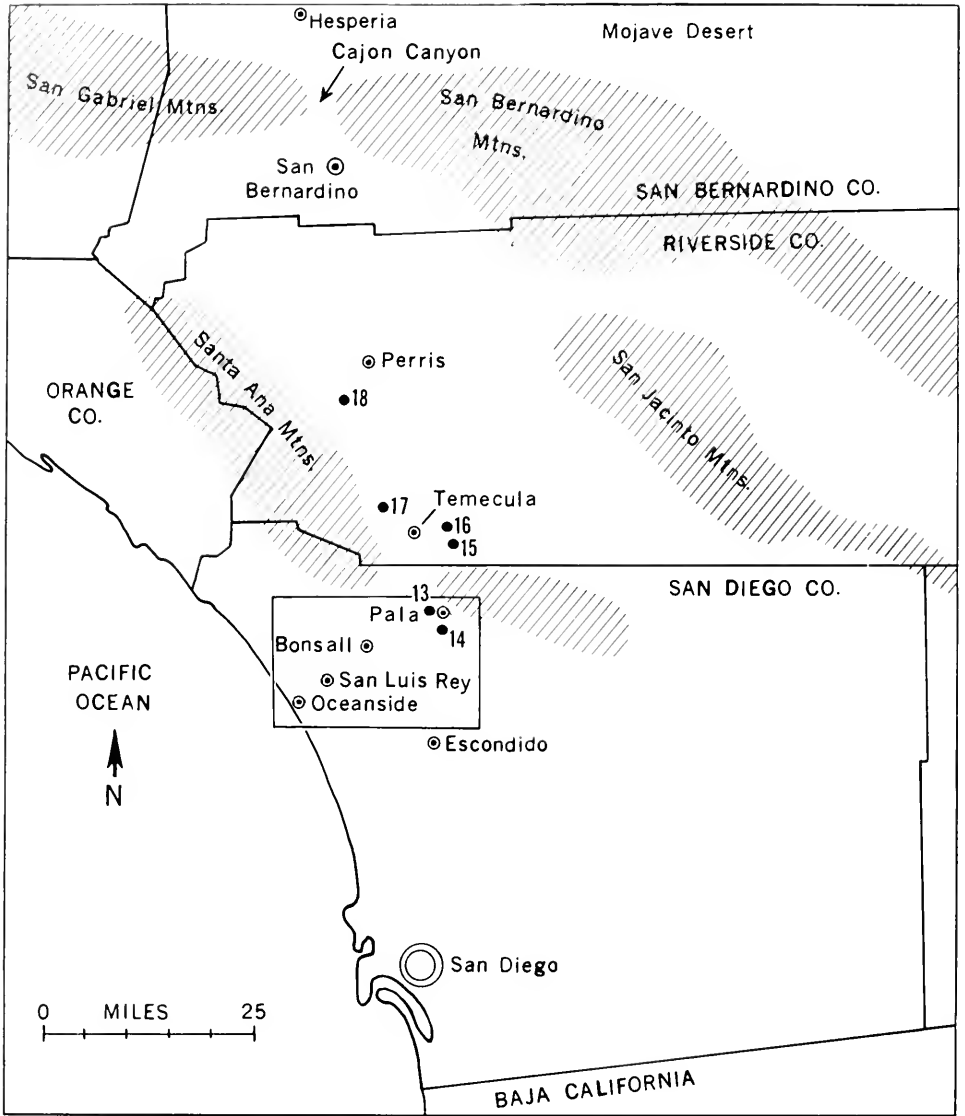 Hesperia
Mojave Desert
Cajon Canyon
San Gabriel Mtns.
San Bernardino
Mtns.
San
Bernardino
SAN BERNARDINO CO.
RIVERSIDE CO.
Santa Ana Mtns.
Perris
18
ORANGE
CO.
San Jacinto Mtns.
17
Temecula
16
15
SAN DIEGO CO.
13
Pala
14
Bonsall
San Luis Rey
Oceanside
PACIFIC
OCEAN
N
Escondido
San Diego
0 MILES 25
BAJA CALIFORNIA